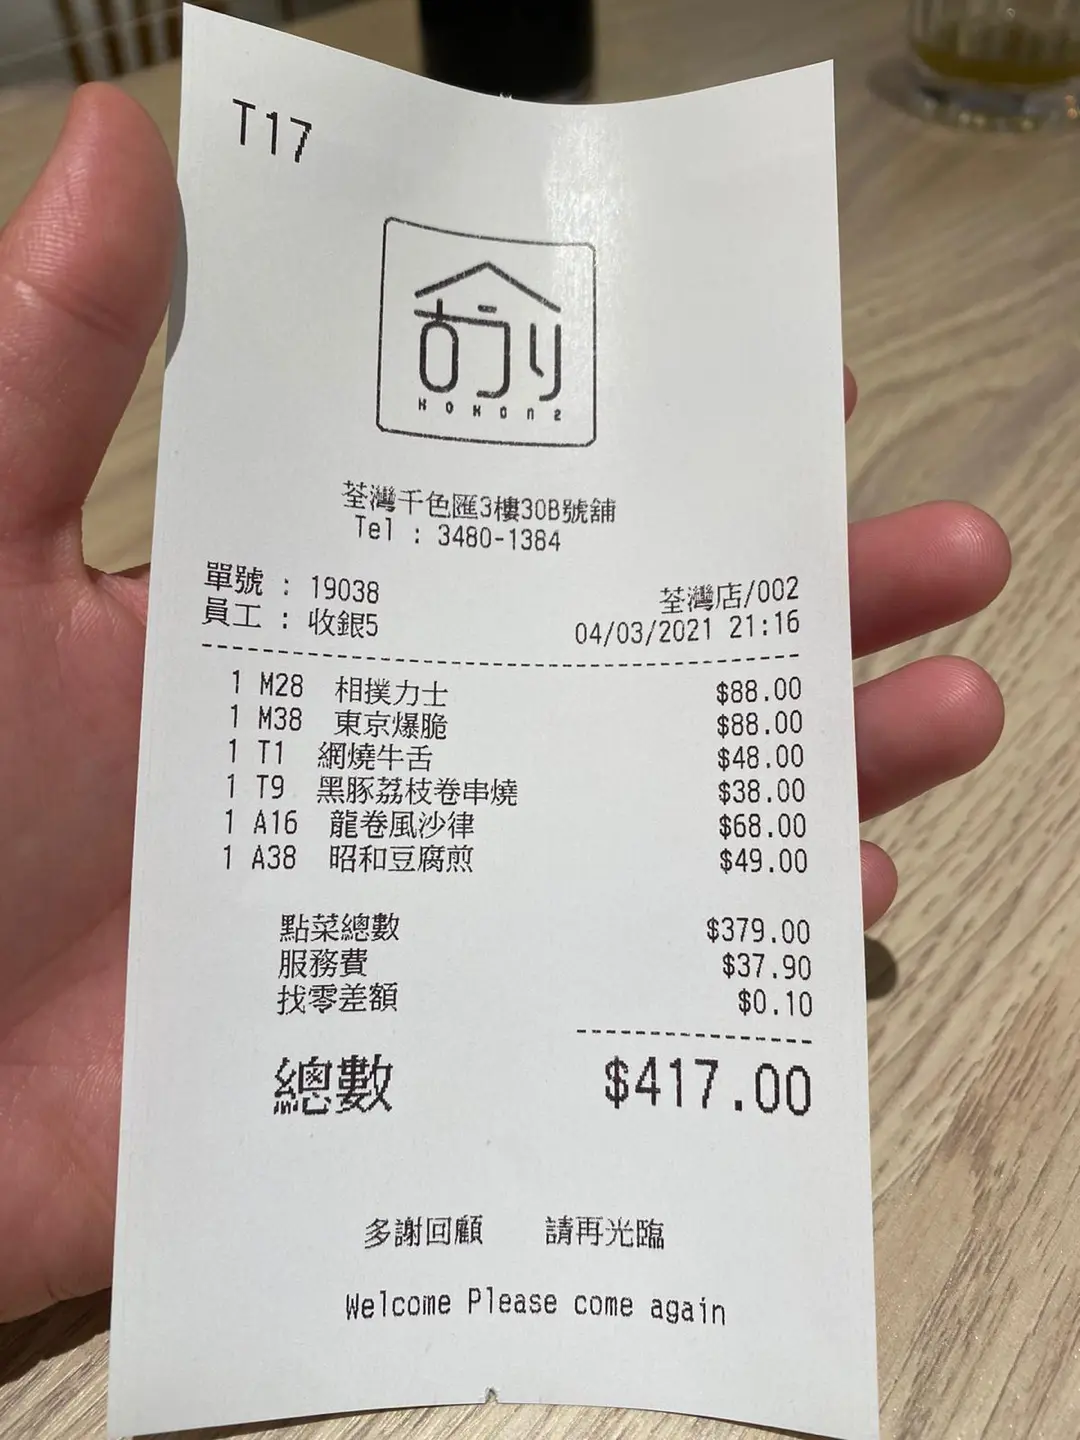 T17
KOKON2
荃灣千色匯3樓30B號舖
Tel : 3480-1384
單號 : 19038
荃灣店/002
員工 : 收銀5
04/03/2021 21:16
1 M28 相撲力士 $88.00
1 M38 東京爆脆 $88.00
1 T1 網燒牛舌 $48.00
1 T9 黑豚荔枝卷串燒 $38.00
1 A16 龍卷風沙律 $68.00
1 A38 昭和豆腐煎 $49.00
點菜總數 $379.00
服務費 $37.90
找零差額 $0.10
總數 $417.00
多謝回顧 請再光臨
Welcome Please come again